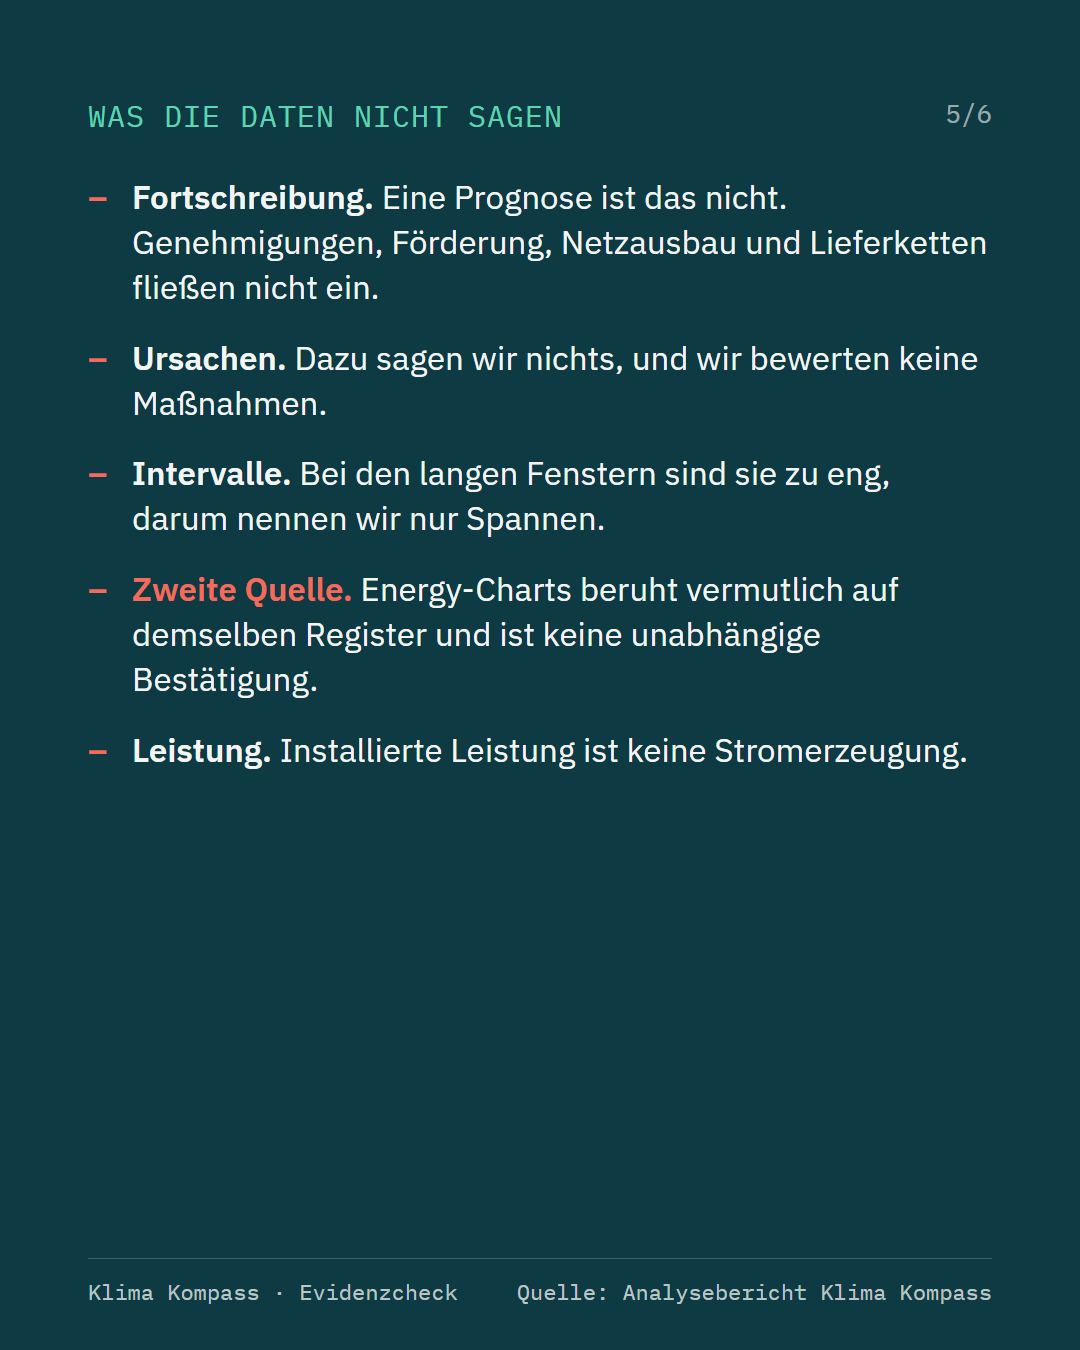 WAS DIE DATEN NICHT SAGEN
5/6
– Fortschreibung. Eine Prognose ist das nicht.
Genehmigungen, Förderung, Netzausbau und Lieferketten
fließen nicht ein.
– Ursachen. Dazu sagen wir nichts, und wir bewerten keine
Maßnahmen.
– Intervalle. Bei den langen Fenstern sind sie zu eng,
darum nennen wir nur Spannen.
– Zweite Quelle. Energy-Charts beruht vermutlich auf
demselben Register und ist keine unabhängige
Bestätigung.
– Leistung. Installierte Leistung ist keine Stromerzeugung.
Klima Kompass · Evidenzcheck
Quelle: Analysebericht Klima Kompass